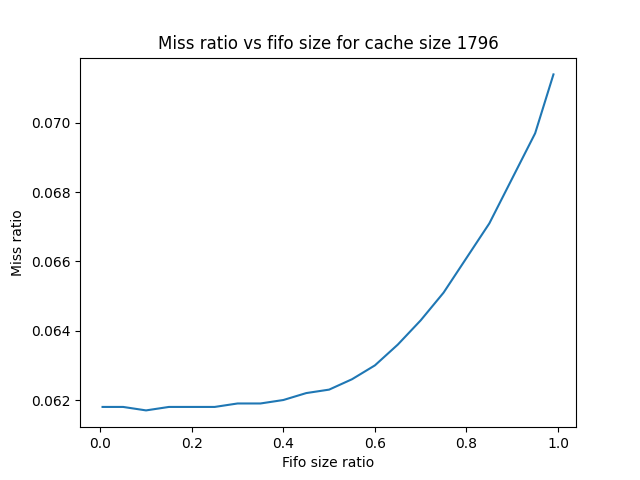 Miss ratio vs fifo size for cache size 1796
0.070
0.068
0.066
0.064
0.062
Miss ratio
0.0 0.2 0.4 0.6 0.8 1.0
Fifo size ratio